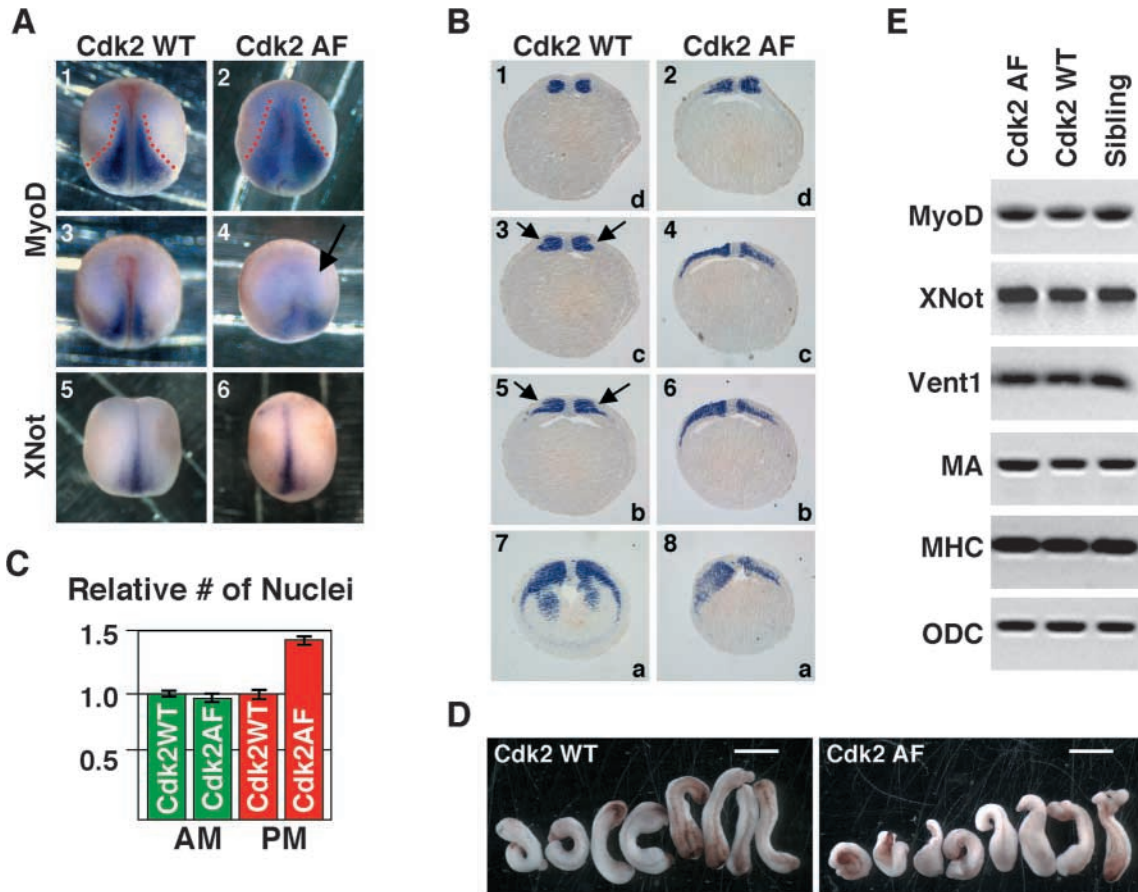 A
Cdk2 WT
Cdk2 AF
MyoD
1
2
3
4
XNot
5
6
B
Cdk2 WT
Cdk2 AF
1
d
2
d
3
c
4
c
5
b
6
b
7
a
8
a
C
Relative # of Nuclei
1.5
1.0
0.5
Cdk2WT
Cdk2AF
Cdk2WT
Cdk2AF
AM
PM
D
Cdk2 WT
Cdk2 AF
E
Cdk2 AF
Cdk2 WT
Sibling
MyoD
XNot
Vent1
MA
MHC
ODC